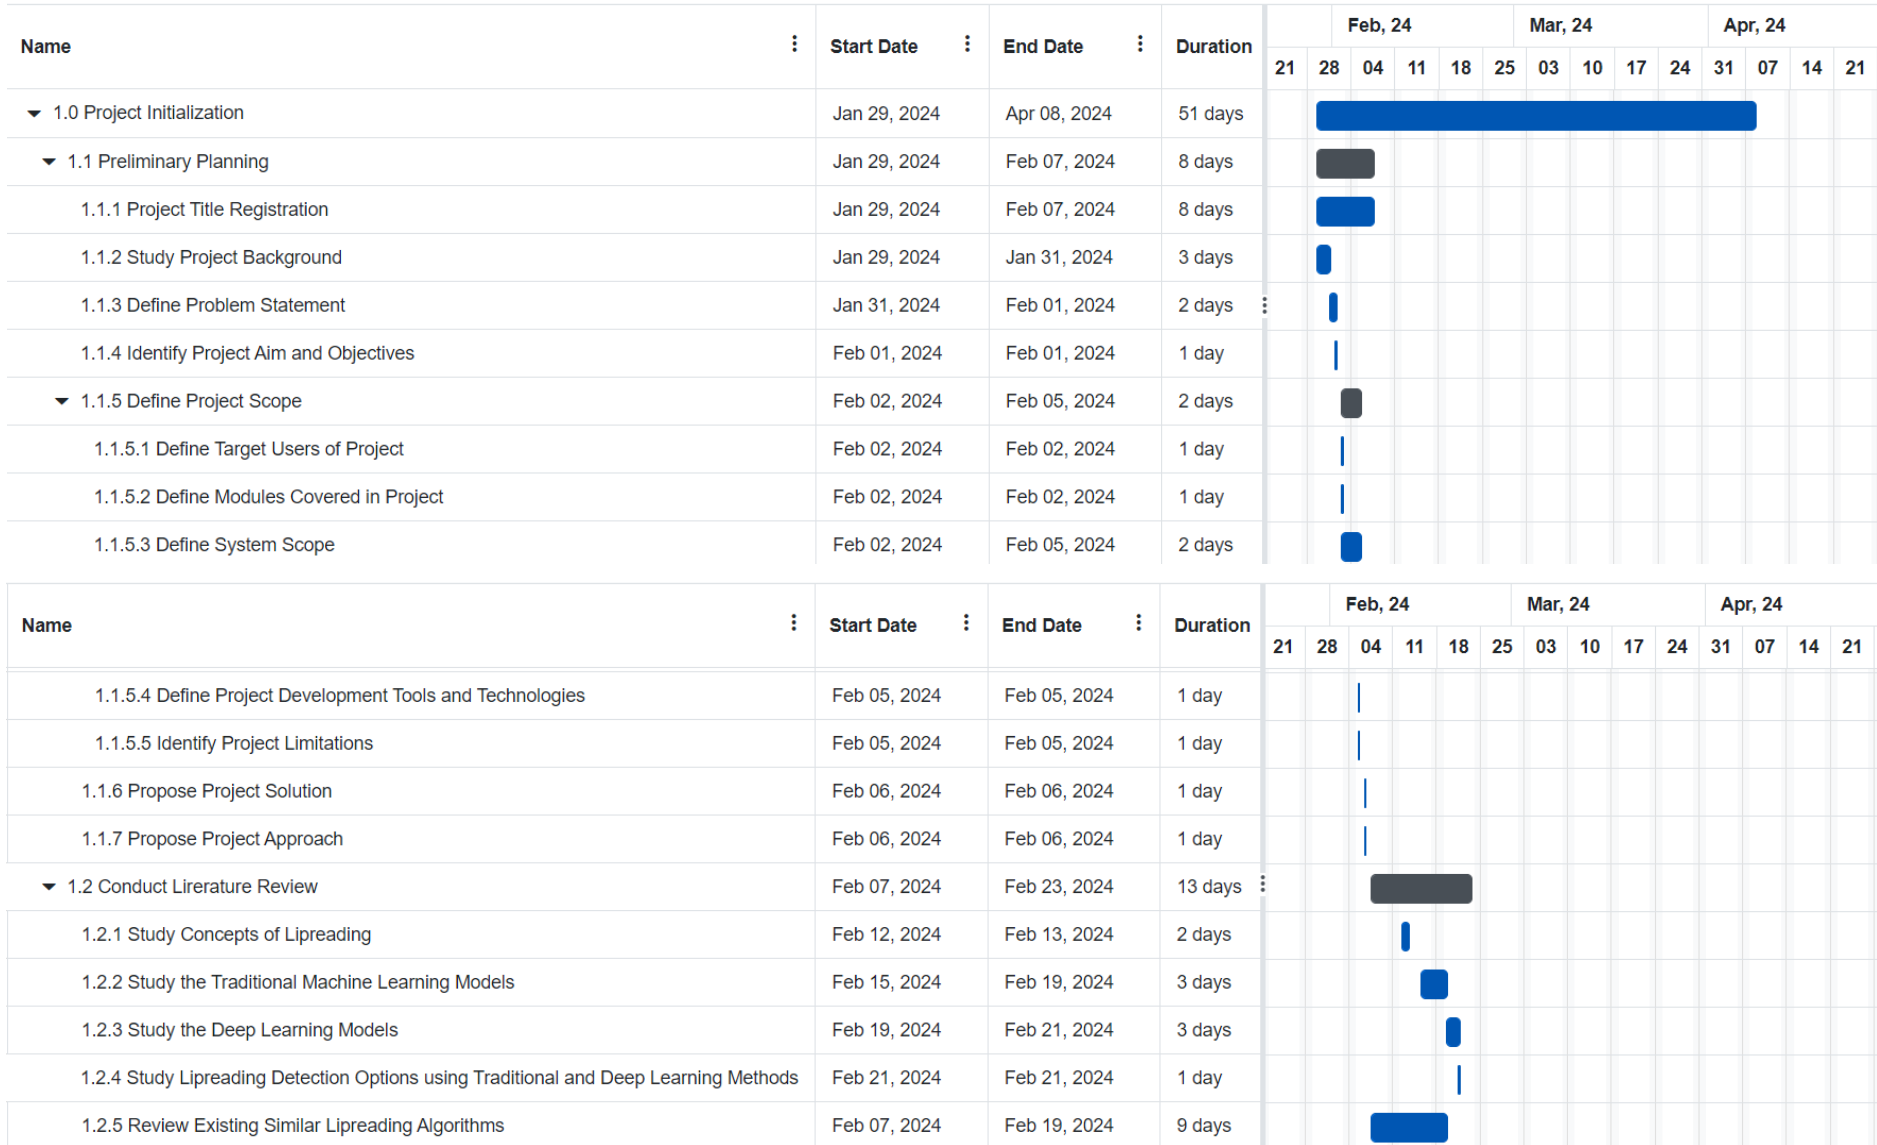 Name Start Date End Date Duration Feb, 24 Mar, 24 Apr, 24
21 28 04 11 18 25 03 10 17 24 31 07 14 21
1.0 Project Initialization Jan 29, 2024 Apr 08, 2024 51 days
1.1 Preliminary Planning Jan 29, 2024 Feb 07, 2024 8 days
1.1.1 Project Title Registration Jan 29, 2024 Feb 07, 2024 8 days
1.1.2 Study Project Background Jan 29, 2024 Jan 31, 2024 3 days
1.1.3 Define Problem Statement Jan 31, 2024 Feb 01, 2024 2 days
1.1.4 Identify Project Aim and Objectives Feb 01, 2024 Feb 01, 2024 1 day
1.1.5 Define Project Scope Feb 02, 2024 Feb 05, 2024 2 days
1.1.5.1 Define Target Users of Project Feb 02, 2024 Feb 02, 2024 1 day
1.1.5.2 Define Modules Covered in Project Feb 02, 2024 Feb 02, 2024 1 day
1.1.5.3 Define System Scope Feb 02, 2024 Feb 05, 2024 2 days
Name Start Date End Date Duration Feb, 24 Mar, 24 Apr, 24
21 28 04 11 18 25 03 10 17 24 31 07 14 21
1.1.5.4 Define Project Development Tools and Technologies Feb 05, 2024 Feb 05, 2024 1 day
1.1.5.5 Identify Project Limitations Feb 05, 2024 Feb 05, 2024 1 day
1.1.6 Propose Project Solution Feb 06, 2024 Feb 06, 2024 1 day
1.1.7 Propose Project Approach Feb 06, 2024 Feb 06, 2024 1 day
1.2 Conduct Lirerature Review Feb 07, 2024 Feb 23, 2024 13 days
1.2.1 Study Concepts of Lipreading Feb 12, 2024 Feb 13, 2024 2 days
1.2.2 Study the Traditional Machine Learning Models Feb 15, 2024 Feb 19, 2024 3 days
1.2.3 Study the Deep Learning Models Feb 19, 2024 Feb 21, 2024 3 days
1.2.4 Study Lipreading Detection Options using Traditional and Deep Learning Methods Feb 21, 2024 Feb 21, 2024 1 day
1.2.5 Review Existing Similar Lipreading Algorithms Feb 07, 2024 Feb 19, 2024 9 days